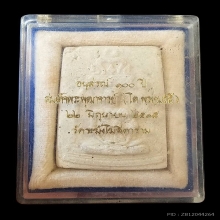 อนุสรณ์ ๑๐๐ ปี
สมเด็จพระพุฒาจารย์ (โต พรหมรังสี)
๒๒ มิถุนายน ๒๕๑๕
วัดระฆังโฆสิตาราม